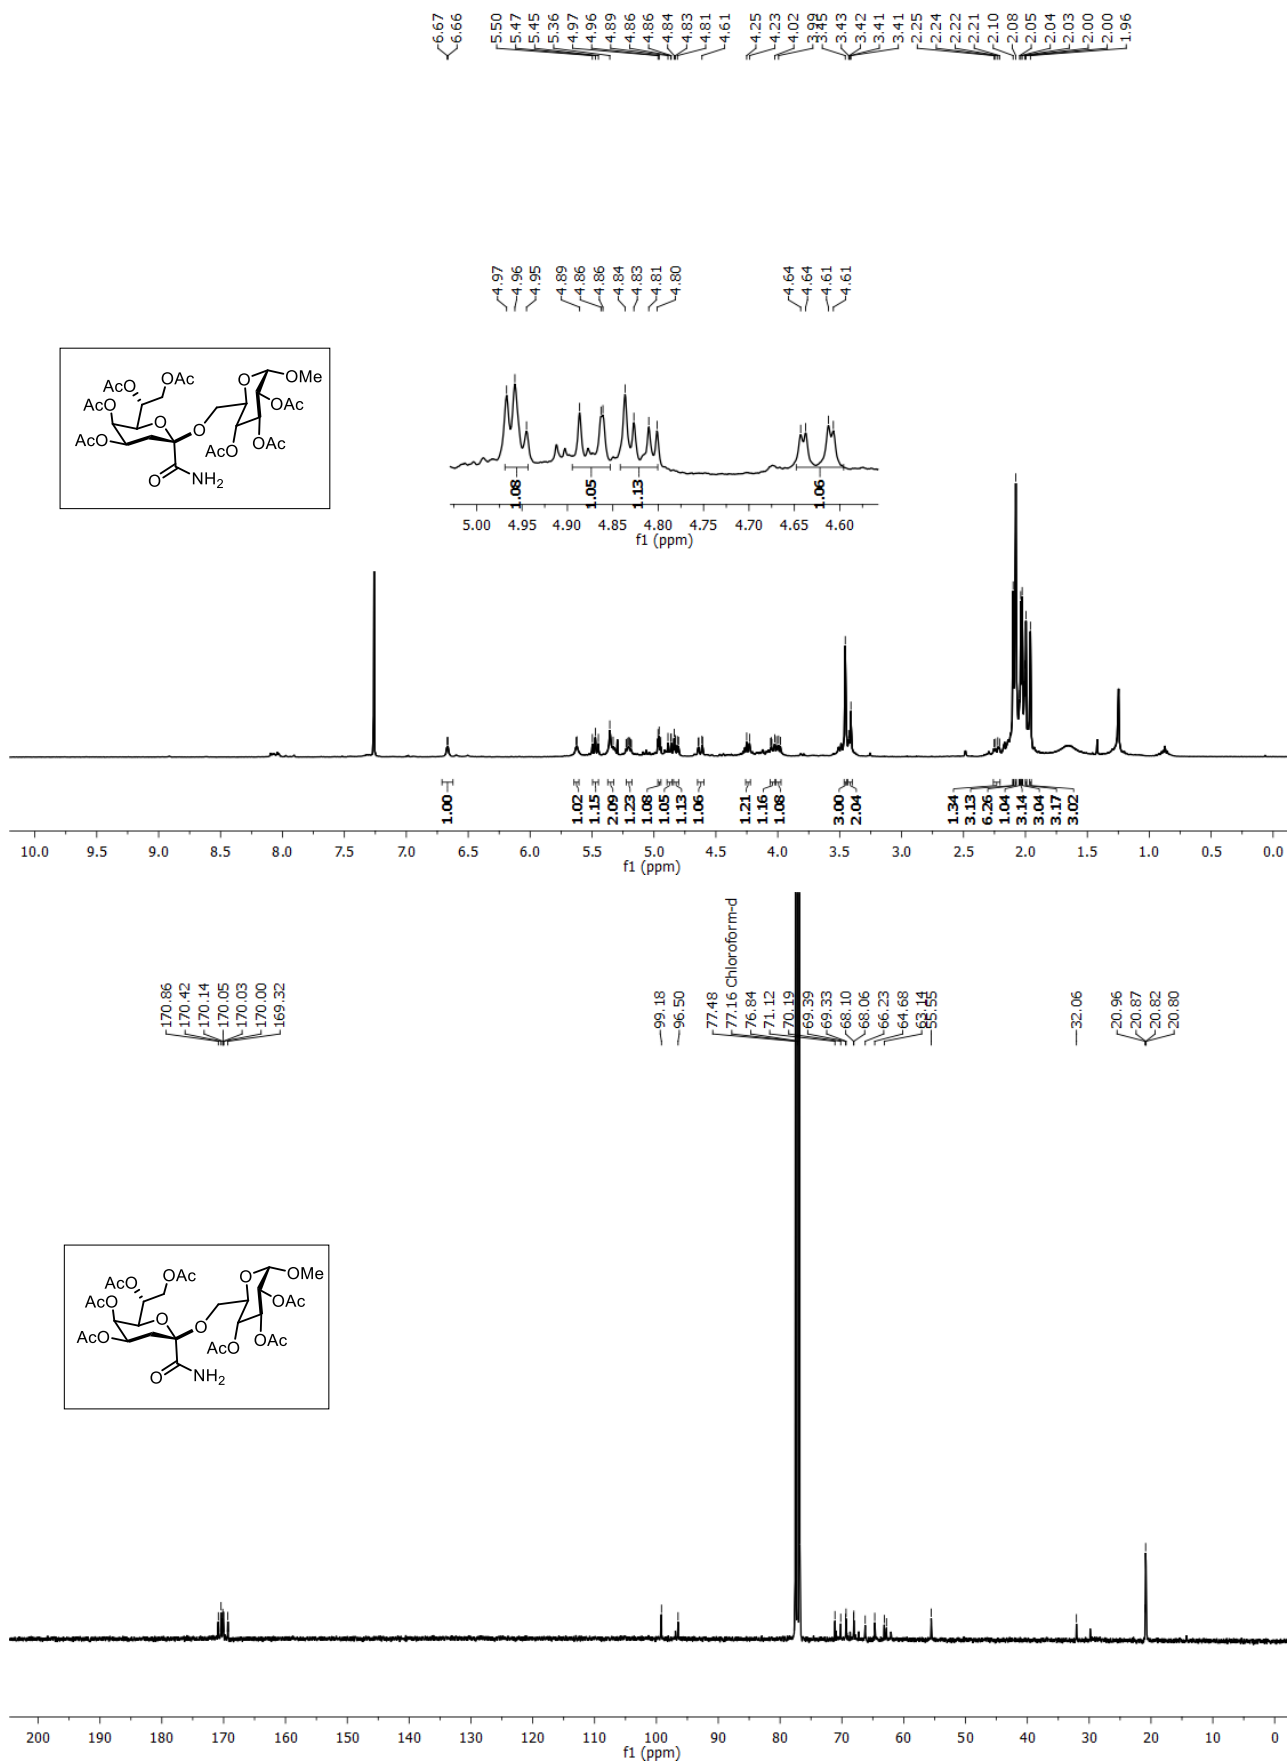 6.67 6.66 5.50 5.47 5.45 5.36 4.97 4.96 4.89 4.86 4.86 4.84 4.83 4.81 4.61 4.25 4.23 4.02 3.99 3.45 3.43 3.42 3.41 3.41 2.25 2.24 2.22 2.21 2.10 2.08 2.05 2.04 2.03 2.00 2.00 1.96
4.97 4.96 4.95 4.89 4.86 4.86 4.84 4.83 4.81 4.80 4.64 4.64 4.61 4.61
O OMe
AcO OAc
AcO O O OAc
AcO AcO OAc
O NH2
1.08 1.05 1.13 1.06
5.00 4.95 4.90 4.85 4.80 4.75 4.70 4.65 4.60
f1 (ppm)
1.00 1.02 1.15 2.09 1.23 1.08 1.05 1.13 1.06 1.21 1.16 1.08 3.00 2.04 1.34 3.13 6.26 1.04 3.14 3.04 3.17 3.02
10.0 9.5 9.0 8.5 8.0 7.5 7.0 6.5 6.0 5.5 5.0 4.5 4.0 3.5 3.0 2.5 2.0 1.5 1.0 0.5 0.0
f1 (ppm)
170.86 170.42 170.14 170.05 170.03 170.00 169.32 99.18 96.50 77.48 77.16 Chloroform-d 76.84 71.12 70.19 69.39 69.33 68.10 68.06 66.23 64.68 63.14 55.55 32.06 20.96 20.87 20.82 20.80
O OMe
AcO OAc
AcO O O OAc
AcO AcO OAc
O NH2
200 190 180 170 160 150 140 130 120 110 100 90 80 70 60 50 40 30 20 10 0
f1 (ppm)